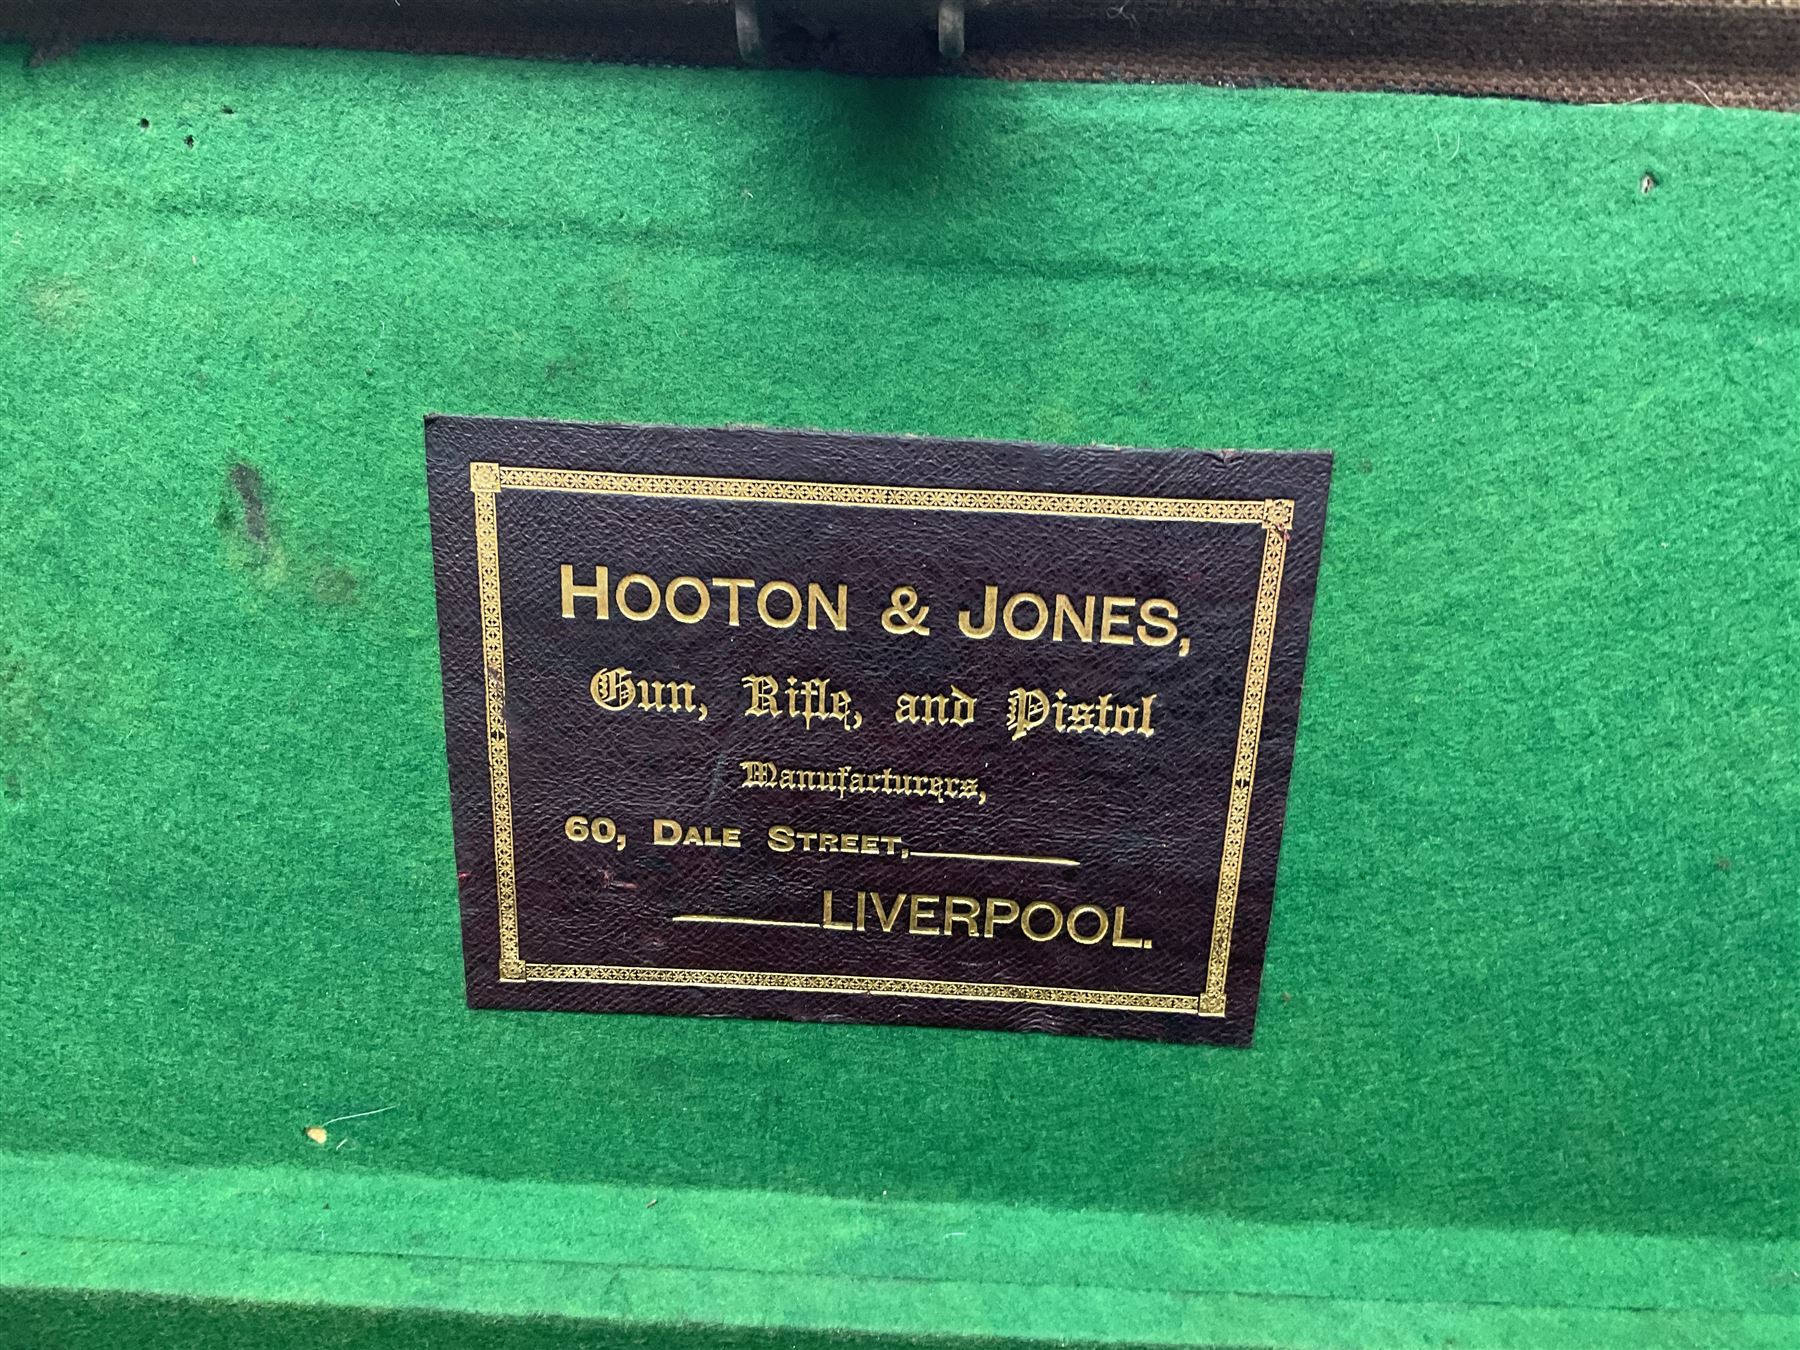 HOOTON & JONES,
Gun, Rifle, and Pistol
Manufacturers,
60, DALE STREET,
LIVERPOOL.